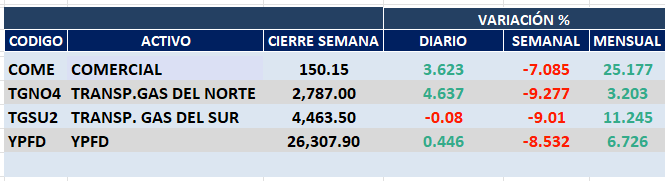 VARIACIÓN %
CODIGO ACTIVO CIERRE SEMANA DIARIO SEMANAL MENSUAL
COME COMERCIAL 150.15 3.623 -7.085 25.177
TGNO4 TRANSP.GAS DEL NORTE 2,787.00 4.637 -9.277 3.203
TGSU2 TRANSP. GAS DEL SUR 4,463.50 -0.08 -9.01 11.245
YPFD YPFD 26,307.90 0.446 -8.532 6.726